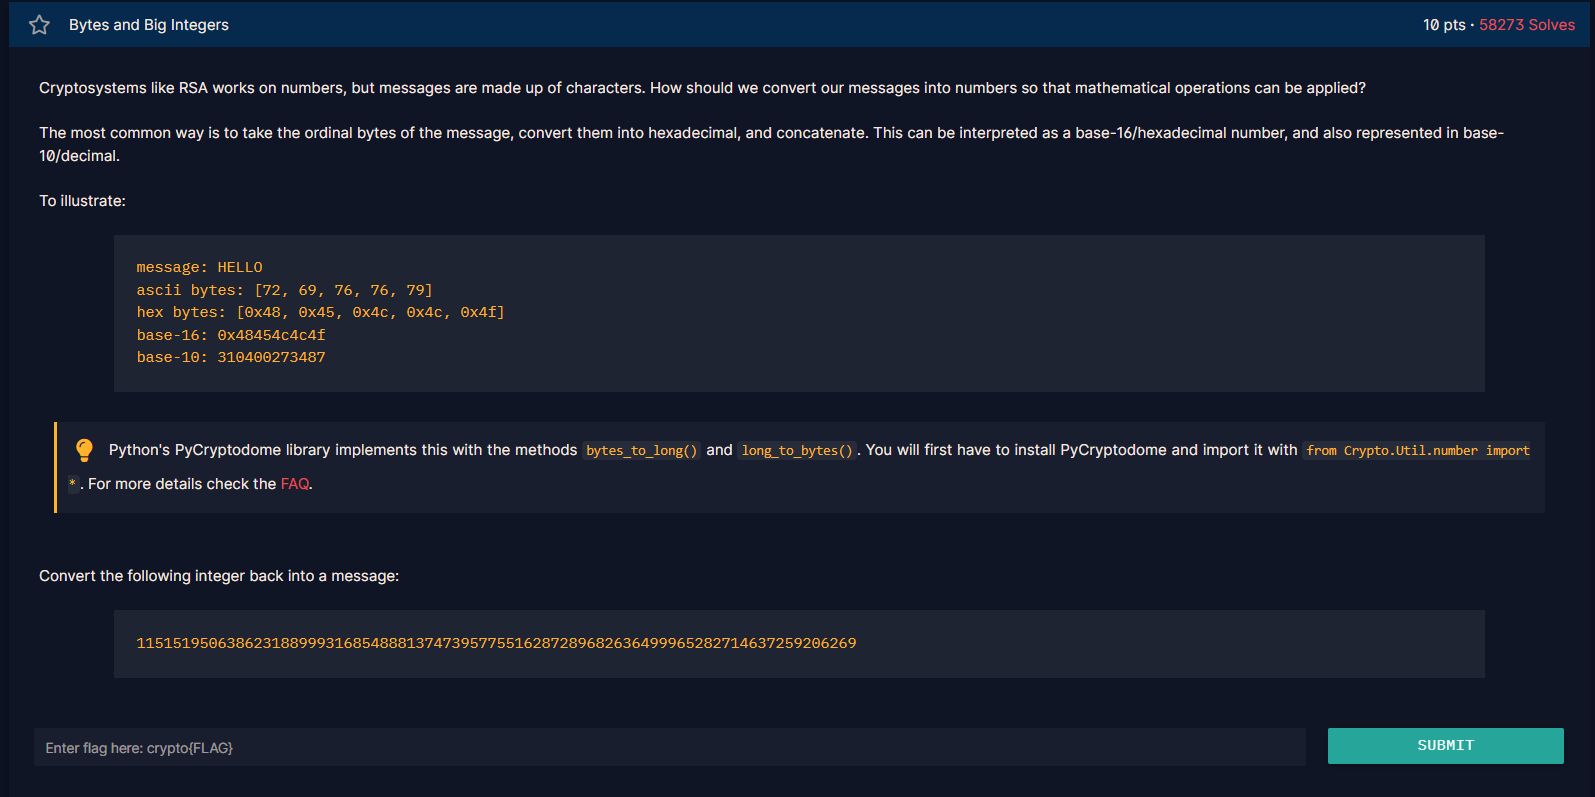 Bytes and Big Integers 10 pts · 58273 Solves
Cryptosystems like RSA works on numbers, but messages are made up of characters. How should we convert our messages into numbers so that mathematical operations can be applied?
The most common way is to take the ordinal bytes of the message, convert them into hexadecimal, and concatenate. This can be interpreted as a base-16/hexadecimal number, and also represented in base-
10/decimal.
To illustrate:
message: HELLO
ascii bytes: [72, 69, 76, 76, 79]
hex bytes: [0x48, 0x45, 0x4c, 0x4c, 0x4f]
base-16: 0x48454c4c4f
base-10: 310400273487
Python's PyCryptodome library implements this with the methods bytes_to_long() and long_to_bytes(). You will first have to install PyCryptodome and import it with from Crypto.Util.number import
*. For more details check the FAQ.
Convert the following integer back into a message:
11515195063862318899931685488813747395775516287289682636499965282714637259206269
Enter flag here: crypto{FLAG} SUBMIT